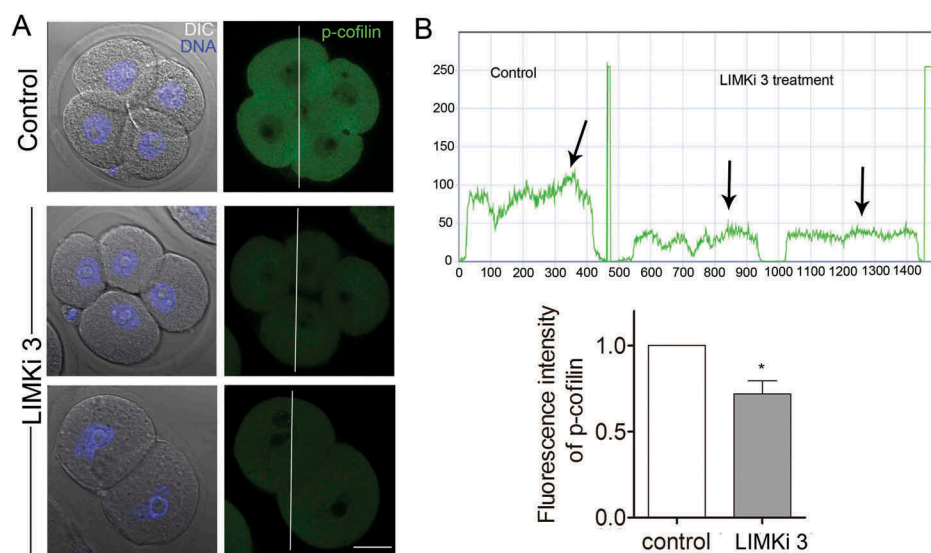 A
DIC
DNA
p-cofilin
Control
LIMKi 3
B
250
200
150
100
50
0
Control
LIMKi 3 treatment
0 100 200 300 400 500 600 700 800 900 1000 1100 1200 1300 1400
Fluorescence intensity
of p-cofilin
1.0
0.5
0.0
*
control LIMKi 3